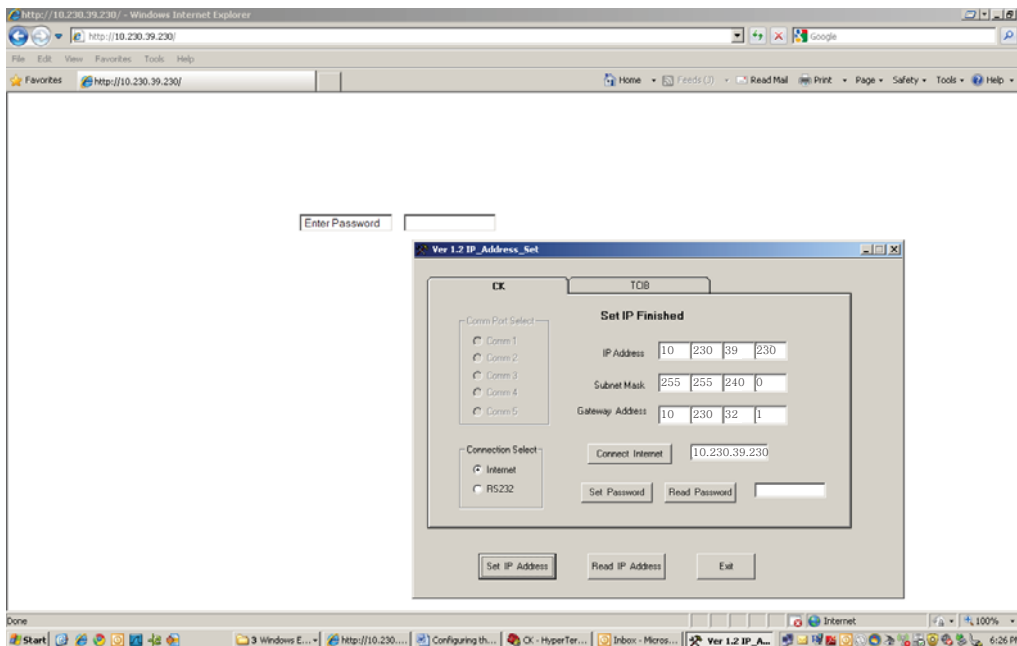 http://10.230.39.230/ - Windows Internet Explorer
http://10.230.39.230/
Google
File Edit View Favorites Tools Help
Favorites http://10.230.39.230/ Home Feeds (J) Read Mail Print Page Safety Tools Help
Enter Password
Ver 1.2 IP_Address_Set
CK TCIB
Comm Port Select
Comm 1
Comm 2
Comm 3
Comm 4
Comm 5
Set IP Finished
IP Address 10 230 39 230
Subnet Mask 255 255 240 0
Gateway Address 10 230 32 1
Connection Select
Internet
RS232
Connect Internet 10.230.39.230
Set Password Read Password
Set IP Address Read IP Address Exit
Done Internet 100%
Start 3 Windows E... http://10.230.... Configuring th... CK - HyperTer... Inbox - Micros... Ver 1.2 IP_A... 6:26 PM